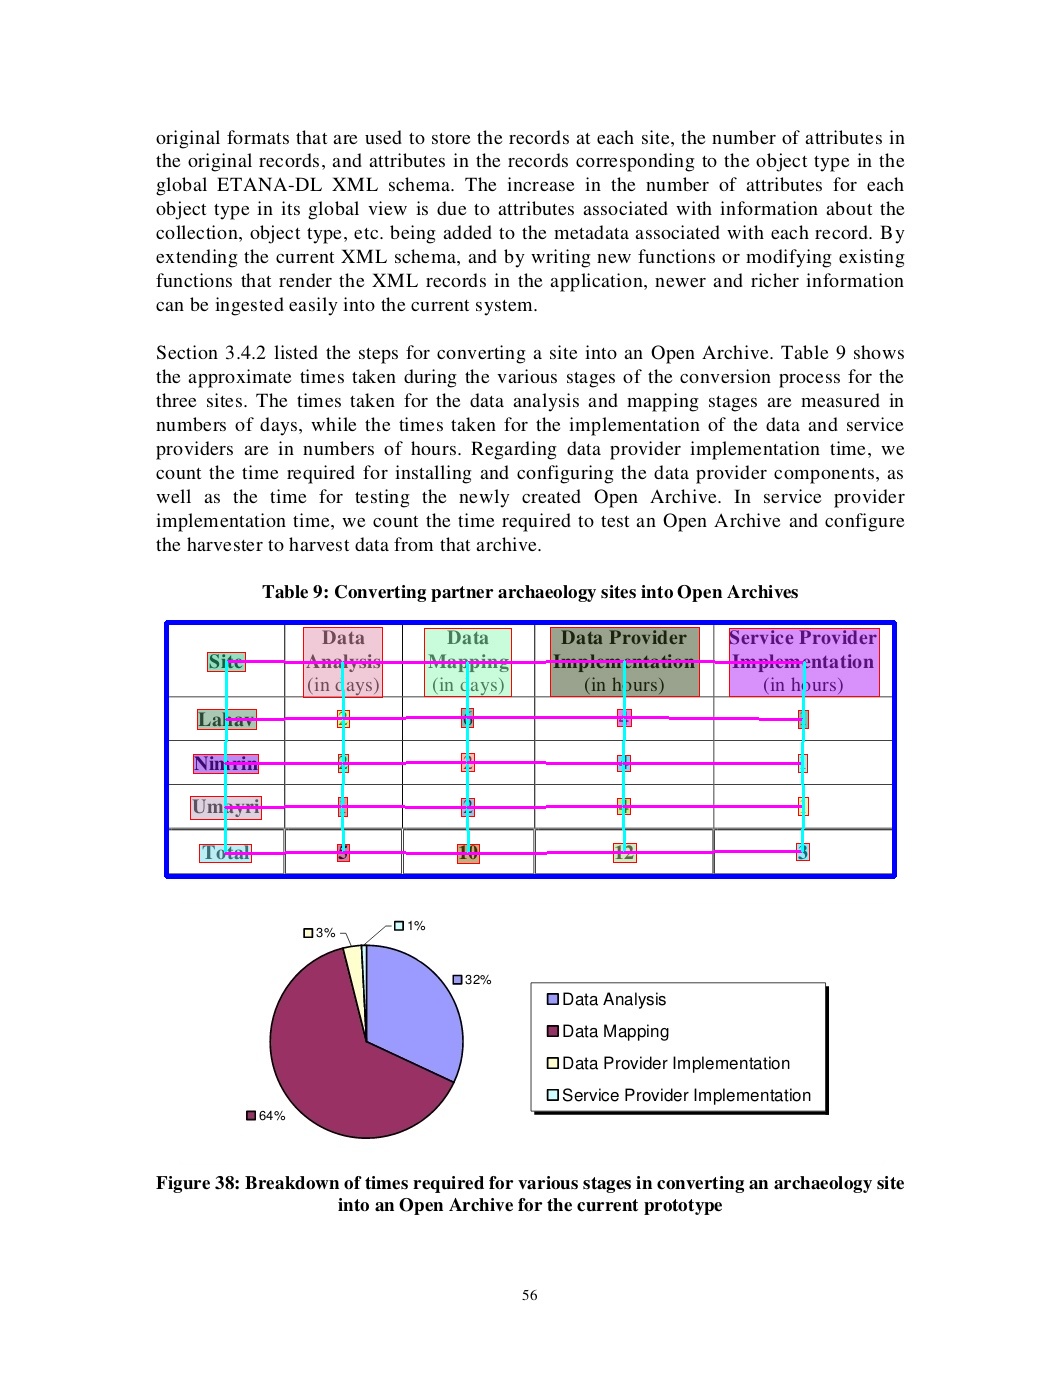 original formats that are used to store the records at each site, the number of attributes in
the original records, and attributes in the records corresponding to the object type in the
global ETANA-DL XML schema. The increase in the number of attributes for each
object type in its global view is due to attributes associated with information about the
collection, object type, etc. being added to the metadata associated with each record. By
extending the current XML schema, and by writing new functions or modifying existing
functions that render the XML records in the application, newer and richer information
can be ingested easily into the current system.
Section 3.4.2 listed the steps for converting a site into an Open Archive. Table 9 shows
the approximate times taken during the various stages of the conversion process for the
three sites. The times taken for the data analysis and mapping stages are measured in
numbers of days, while the times taken for the implementation of the data and service
providers are in numbers of hours. Regarding data provider implementation time, we
count the time required for installing and configuring the data provider components, as
well as the time for testing the newly created Open Archive. In service provider
implementation time, we count the time required to test an Open Archive and configure
the harvester to harvest data from that archive.
Table 9: Converting partner archaeology sites into Open Archives
Site Data Analysis (in days) Data Mapping (in days) Data Provider Implementation (in hours) Service Provider Implementation (in hours)
Lahav 2 6 4 1
Nimrin 2 2 4 1
Umayri 1 2 4 1
Total 5 10 12 3
3% 1%
32%
64%
Data Analysis
Data Mapping
Data Provider Implementation
Service Provider Implementation
Figure 38: Breakdown of times required for various stages in converting an archaeology site
into an Open Archive for the current prototype
56